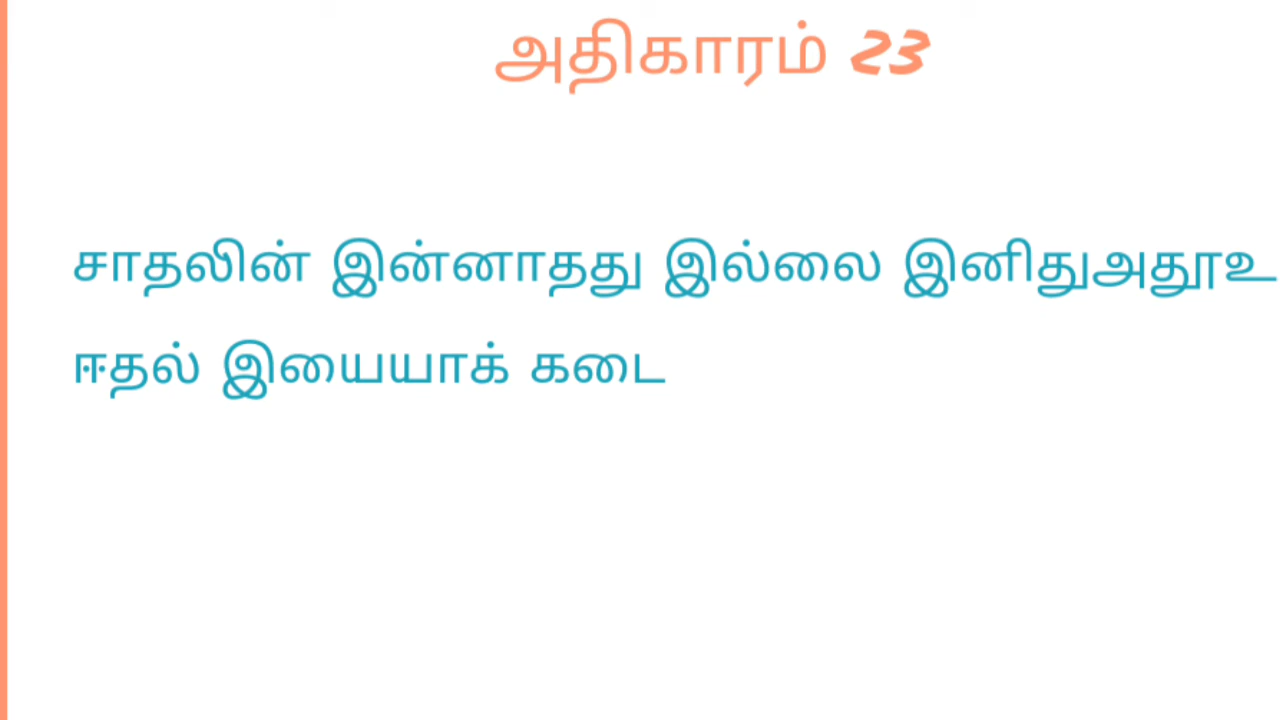 அதிகாரம் 23
சாதலின் இன்னாதது இல்லை இனிதுஅதூஉ
ஈதல் இயையாக் கடை